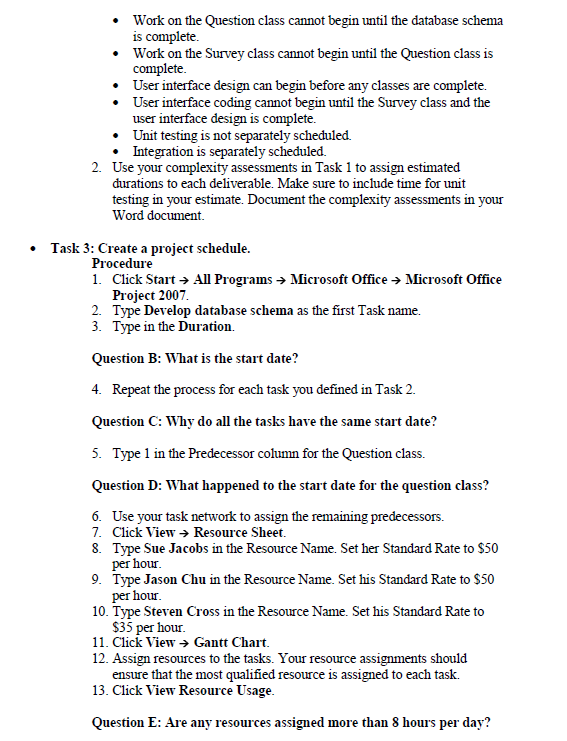 • Work on the Question class cannot begin until the database schema
is complete.
• Work on the Survey class cannot begin until the Question class is
complete.
• User interface design can begin before any classes are complete.
• User interface coding cannot begin until the Survey class and the
user interface design is complete.
• Unit testing is not separately scheduled.
• Integration is separately scheduled.
2. Use your complexity assessments in Task 1 to assign estimated
durations to each deliverable. Make sure to include time for unit
testing in your estimate. Document the complexity assessments in your
Word document.
• Task 3: Create a project schedule.
Procedure
1. Click Start → All Programs → Microsoft Office → Microsoft Office
Project 2007.
2. Type Develop database schema as the first Task name.
3. Type in the Duration.
Question B: What is the start date?
4. Repeat the process for each task you defined in Task 2.
Question C: Why do all the tasks have the same start date?
5. Type 1 in the Predecessor column for the Question class.
Question D: What happened to the start date for the question class?
6. Use your task network to assign the remaining predecessors.
7. Click View → Resource Sheet.
8. Type Sue Jacobs in the Resource Name. Set her Standard Rate to $50
per hour.
9. Type Jason Chu in the Resource Name. Set his Standard Rate to $50
per hour.
10. Type Steven Cross in the Resource Name. Set his Standard Rate to
$35 per hour.
11. Click View → Gantt Chart.
12. Assign resources to the tasks. Your resource assignments should
ensure that the most qualified resource is assigned to each task.
13. Click View Resource Usage.
Question E: Are any resources assigned more than 8 hours per day?